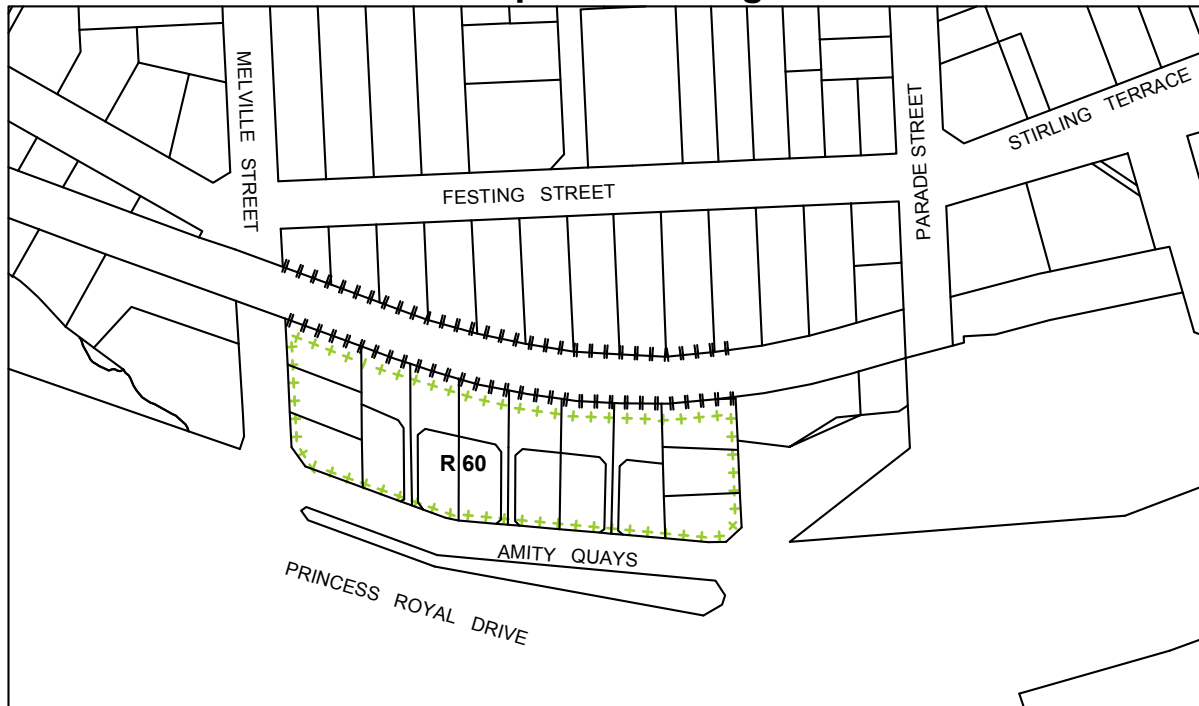 MELVILLE STREET
FESTING STREET
PARADE STREET
STIRLING TERRACE
R 60
AMITY QUAYS
PRINCESS ROYAL DRIVE